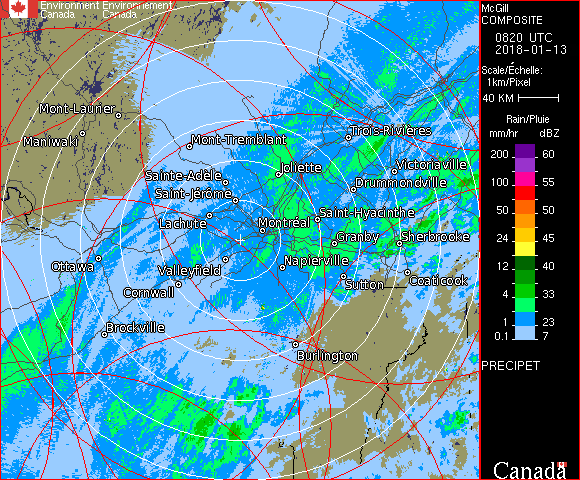 Environment Environnement
Canada Canada
McGill
COMPOSITE
0820 UTC
2018-01-13
Scale/Échelle:
1km/Pixel
40 KM
Rain/Pluie
mm/hr dBZ
200 60
100 55
50 50
24 45
12 40
4 33
1 23
0.1 7
PRECIPET
Canada
Mont-Laurier
Maniwaki
Mont-Tremblant
Trois-Rivières
Joliette
Victoriaville
Sainte-Adèle
Drummondville
Saint-Jérôme
Saint-Hyacinthe
Lachute
Montréal
Granby
Sherbrooke
Ottawa
Valleyfield
Napierville
Cornwall
Sutton
Coaticook
Brockville
Burlington